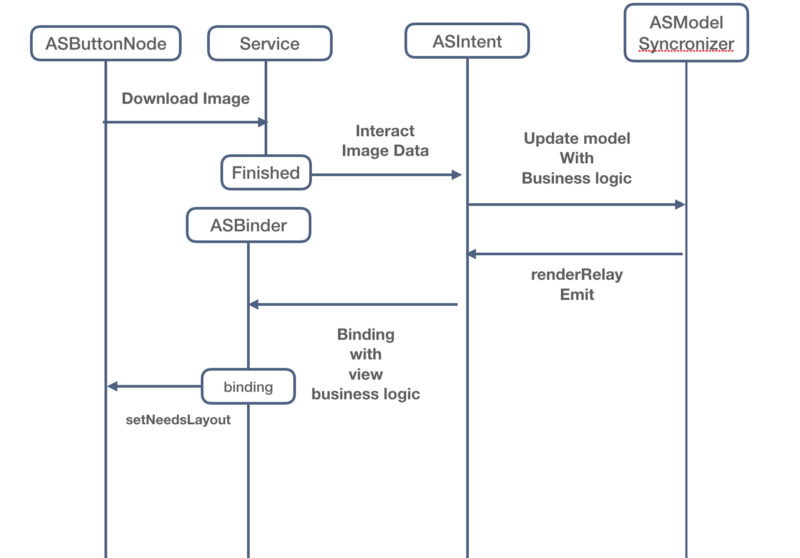 ASButtonNode
Service
ASIntent
ASModel
Syncronizer
Download Image
Interact
Image Data
Update model
With
Business logic
Finished
ASBinder
renderRelay
Emit
Binding
with
view
business logic
binding
setNeedsLayout